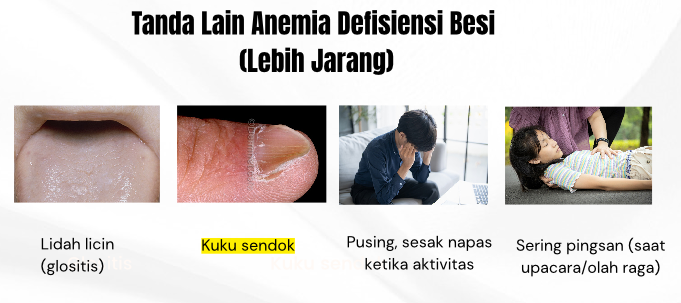 Tanda Lain Anemia Defisiensi Besi
(Lebih Jarang)
Lidah licin
(glositis)
Kuku sendok
Pusing, sesak napas
ketika aktivitas
Sering pingsan (saat
upacara/olah raga)